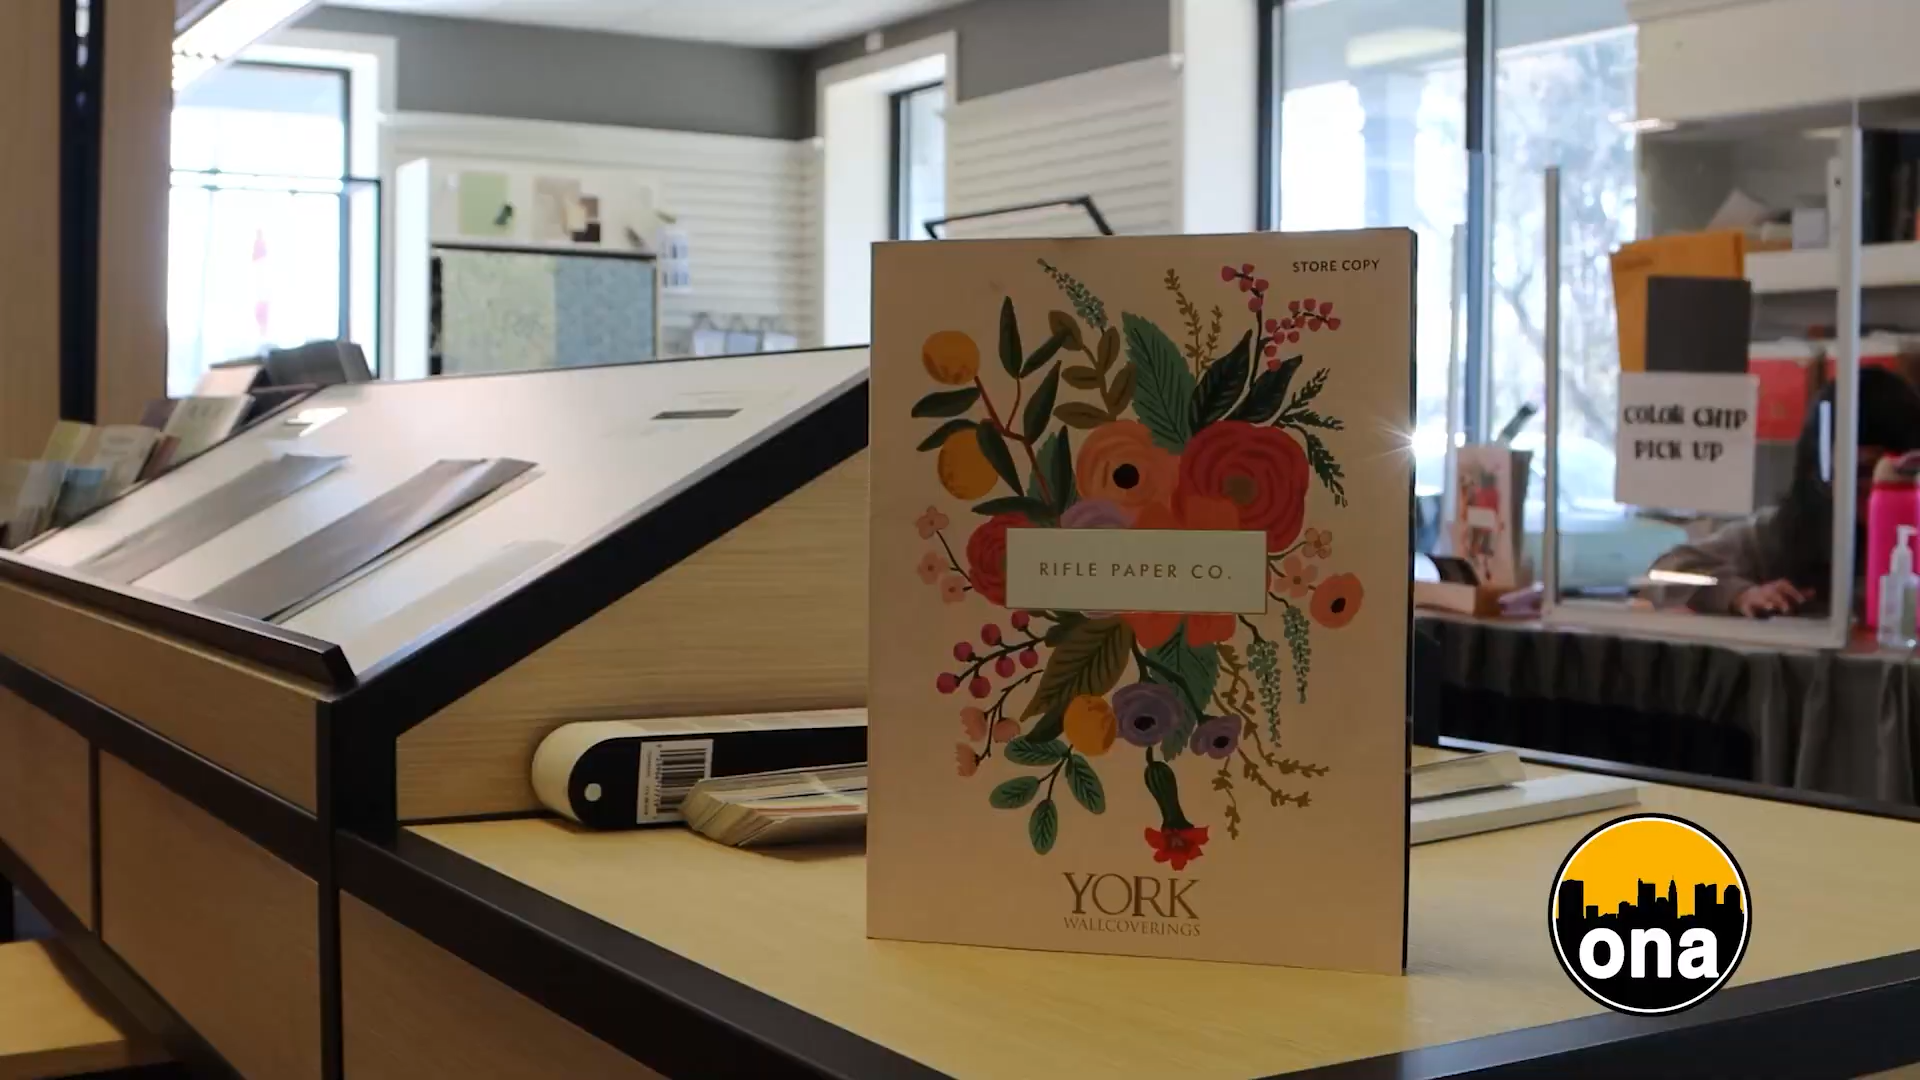 STORE COPY
RIFLE PAPER CO.
YORK
WALLCOVERINGS
COLOR CHIP
PICK UP
ona